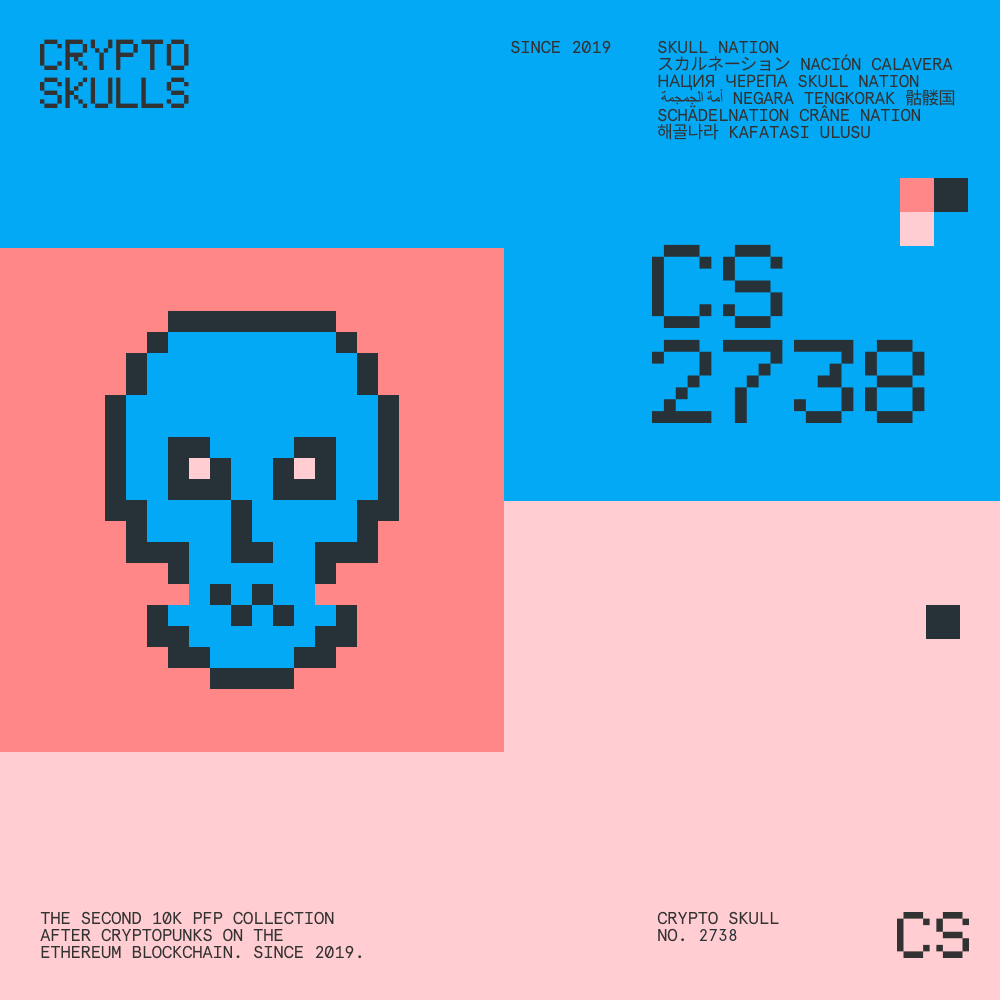 CRYPTO
SKULLS
SINCE 2019
SKULL NATION
スカルネーション NACIÓN CALAVERA
НАЦИЯ ЧЕРЕПА SKULL NATION
أمة الجمجمة NEGARA TENGKORAK 骷髅国
SCHÄDELNATION CRÂNE NATION
해골나라 KAFATASI ULUSU
CS
2738
THE SECOND 10K PFP COLLECTION
AFTER CRYPTOPUNKS ON THE
ETHEREUM BLOCKCHAIN. SINCE 2019.
CRYPTO SKULL
NO. 2738
CS